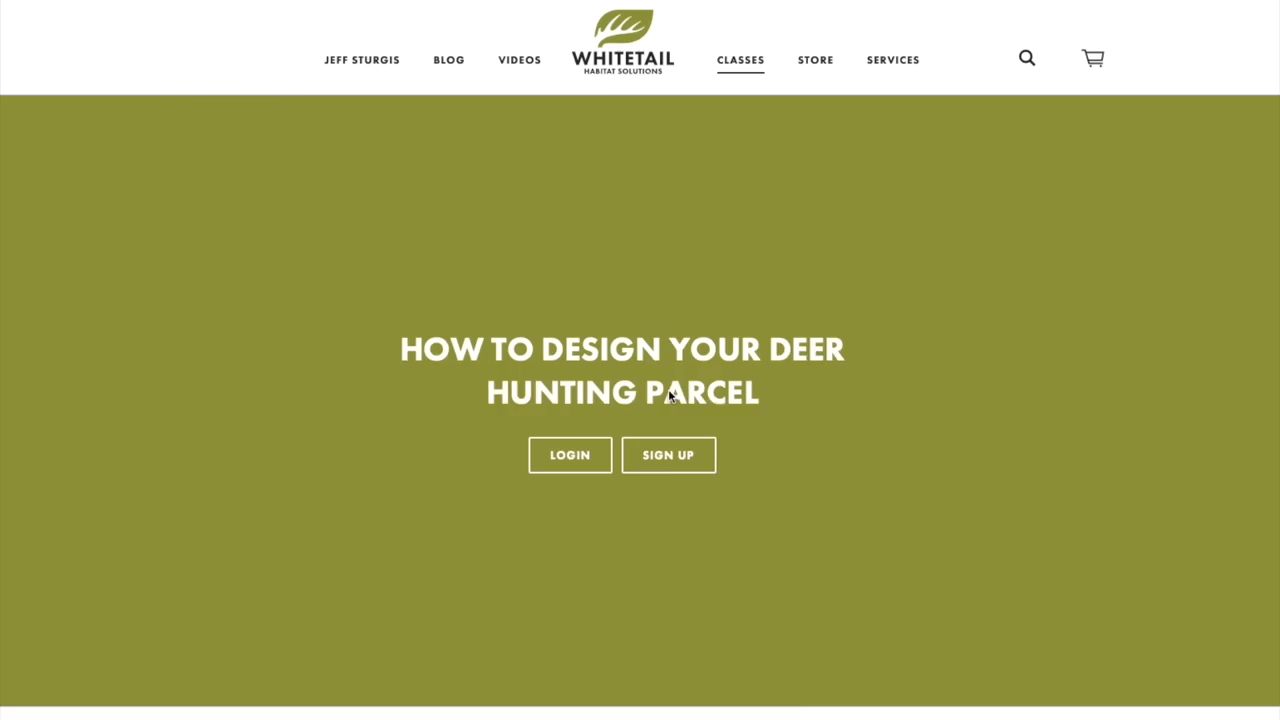 JEFF STURGIS BLOG VIDEOS WHITETAIL CLASSES STORE SERVICES
HABITAT SOLUTIONS
HOW TO DESIGN YOUR DEER
HUNTING PARCEL
LOGIN SIGN UP